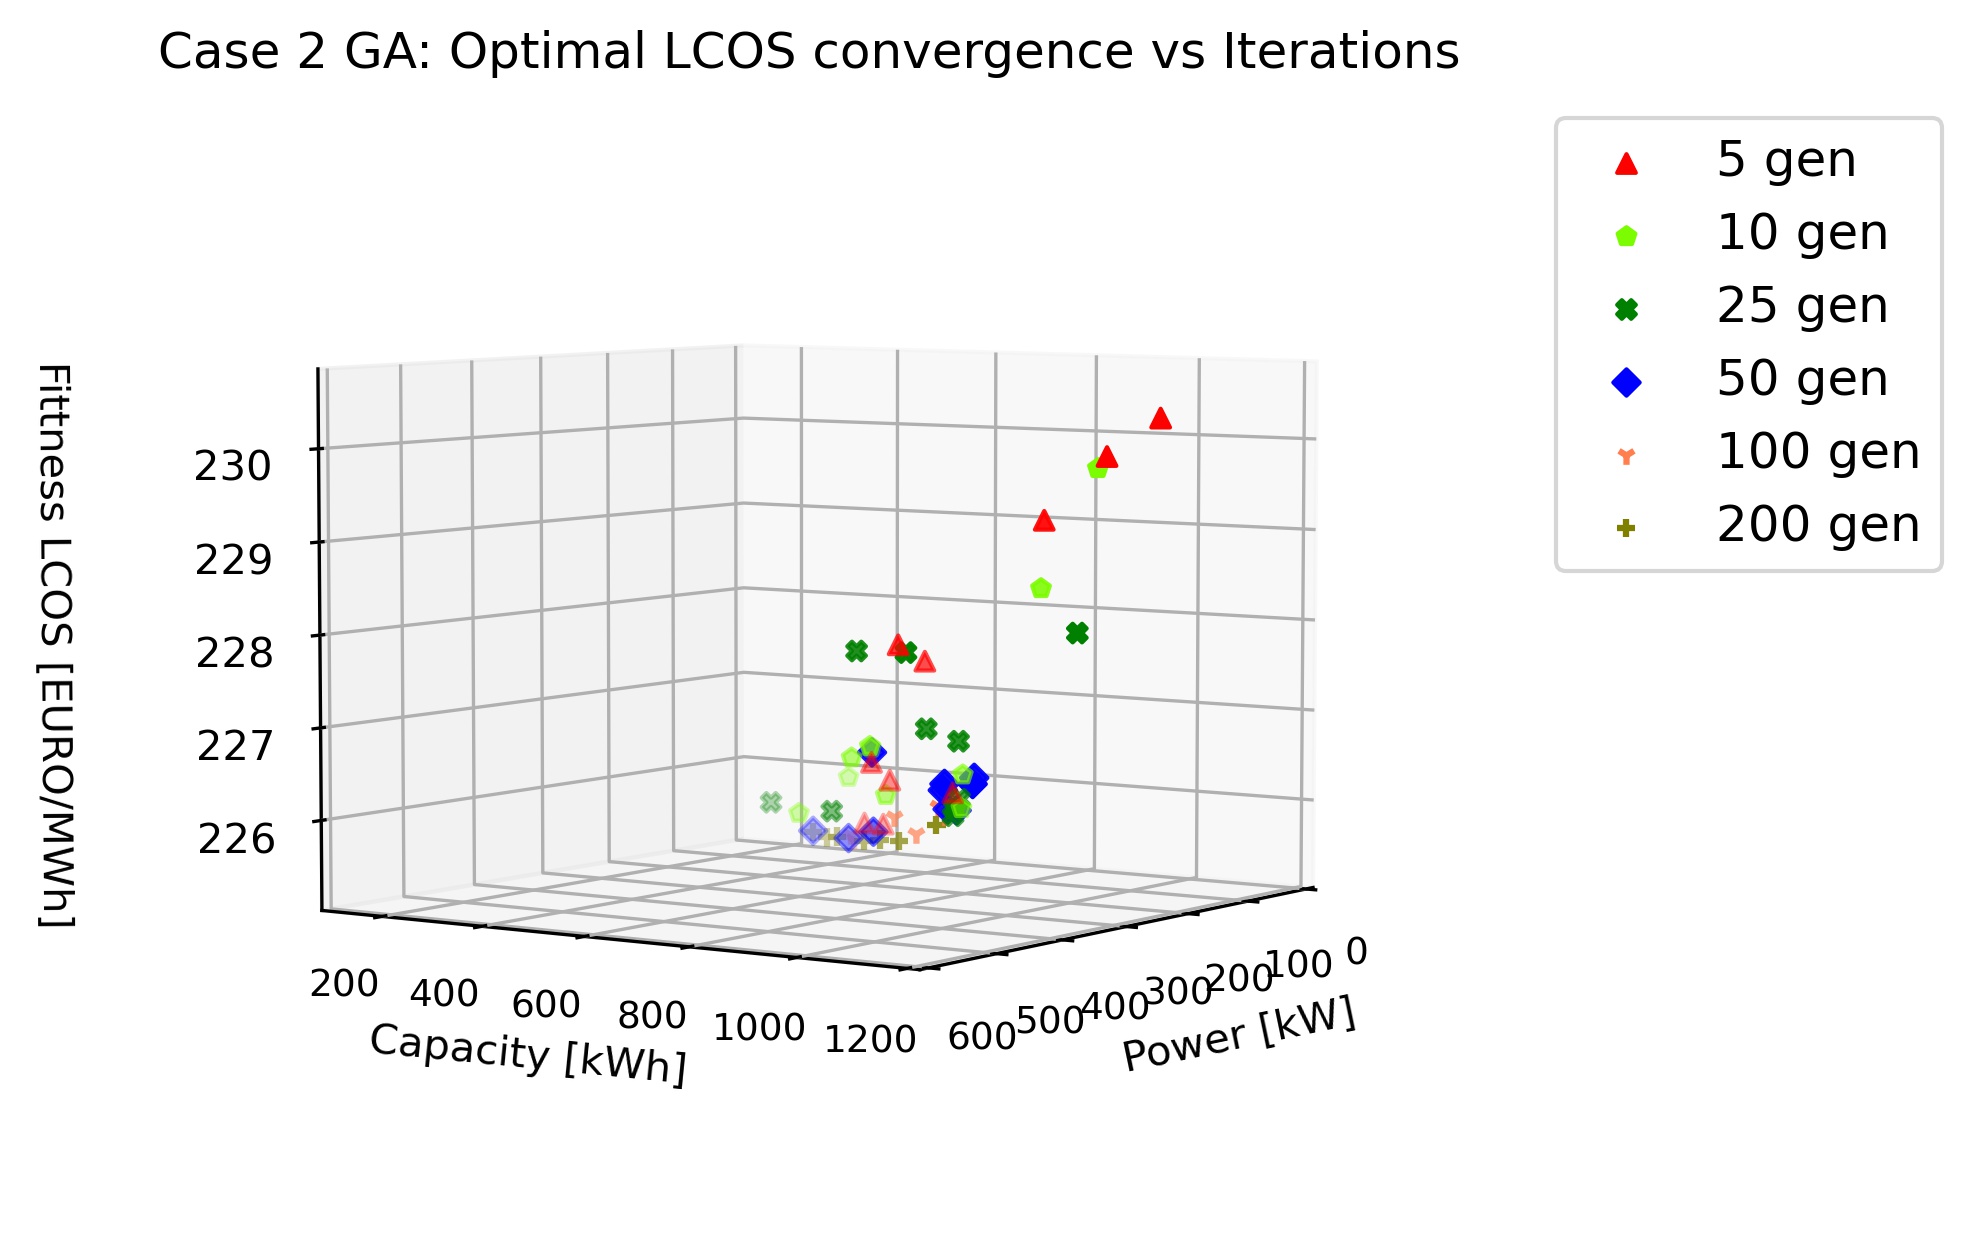 Case 2 GA: Optimal LCOS convergence vs Iterations
5 gen
10 gen
25 gen
50 gen
100 gen
200 gen
Fittness LCOS [EURO/MWh]
230
229
228
227
226
200
400
600
800
1000
1200
Capacity [kWh]
600
500
400
300
200
100
0
Power [kW]